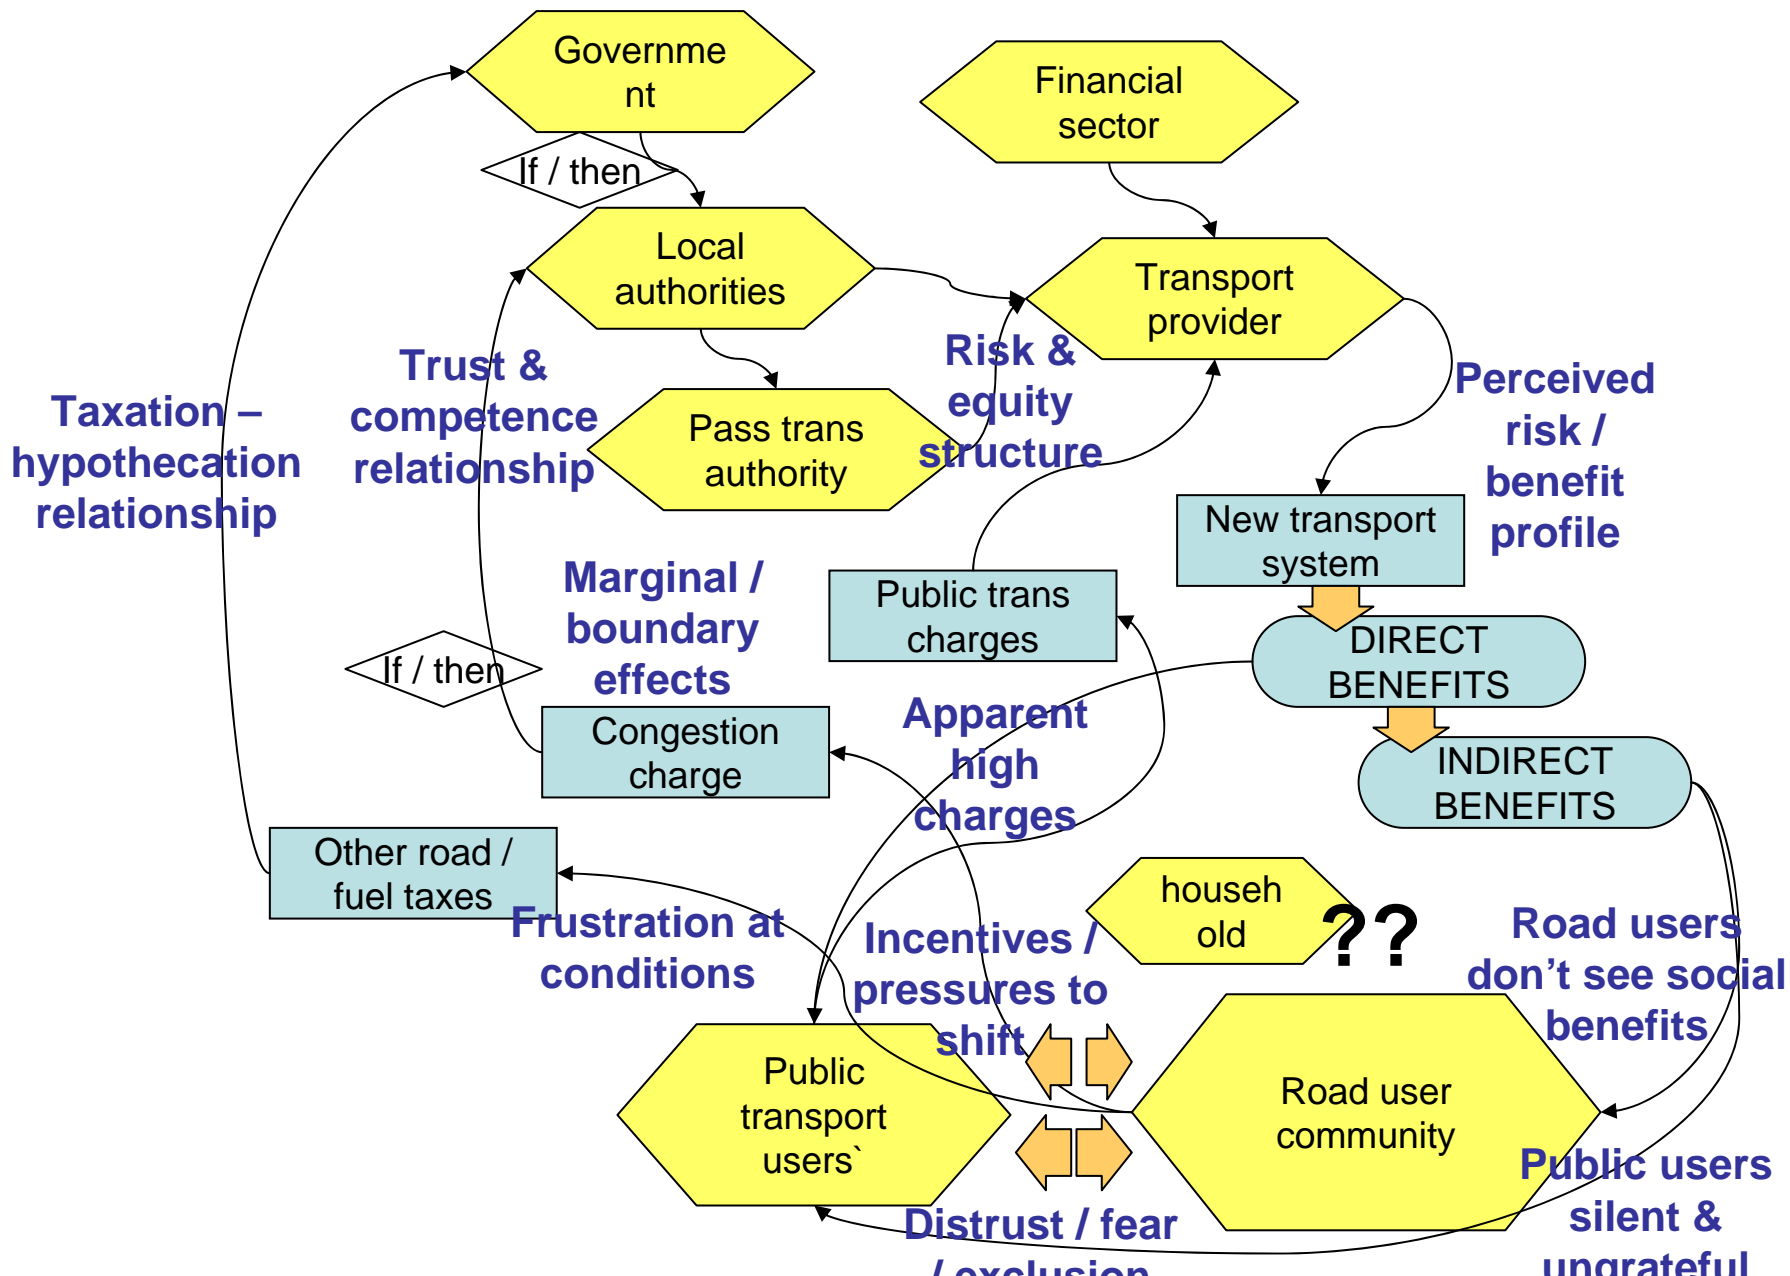 Governme
nt
Financial
sector
If / then
Local
authorities
Transport
provider
Trust &
competence
relationship
Risk &
equity
structure
Perceived
risk /
benefit
profile
Taxation –
hypothecation
relationship
Pass trans
authority
New transport
system
Marginal /
boundary
effects
Public trans
charges
DIRECT
BENEFITS
If / then
Congestion
charge
Apparent
high
charges
INDIRECT
BENEFITS
Other road /
fuel taxes
Frustration at
conditions
Incentives /
pressures to
shift
househ
old
??
Road users
don’t see social
benefits
Public
transport
users`
Road user
community
Public users
silent &
ungrateful
Distrust / fear
/ exclusion